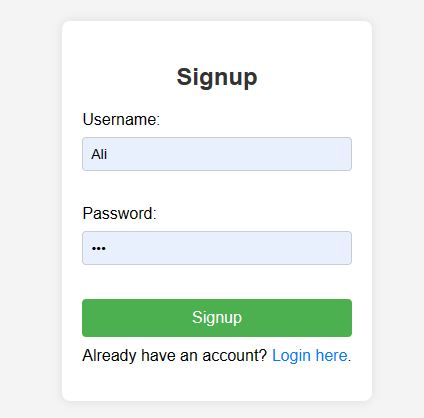 Signup
Username:
Ali
Password:
•••
Signup
Already have an account? Login here.